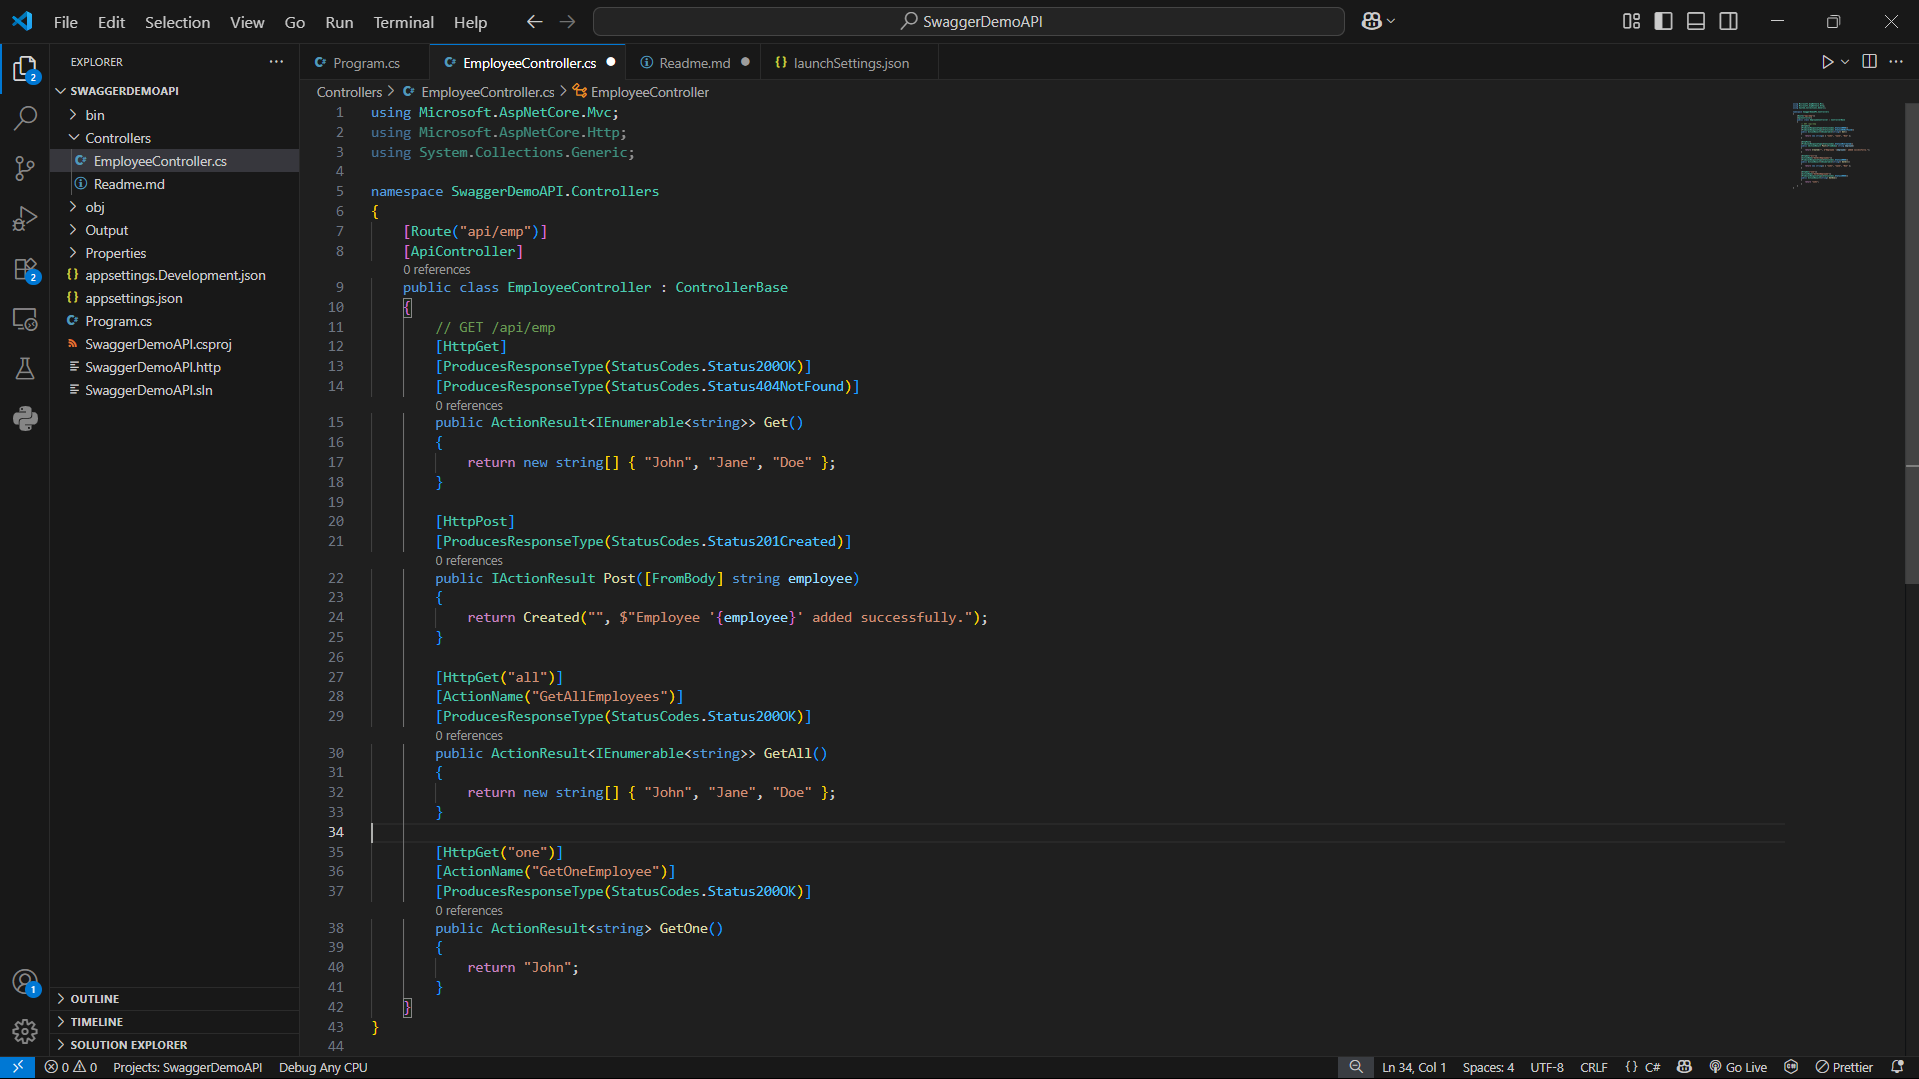 File Edit Selection View Go Run Terminal Help
SwaggerDemoAPI
EXPLORER
SWAGGERDEMOAPI
bin
Controllers
EmployeeController.cs
Readme.md
obj
Output
Properties
{} appsettings.Development.json
{} appsettings.json
Program.cs
SwaggerDemoAPI.csproj
SwaggerDemoAPI.http
SwaggerDemoAPI.sln
OUTLINE
TIMELINE
SOLUTION EXPLORER
2
2
1
Program.cs EmployeeController.cs Readme.md {} launchSettings.json
Controllers > EmployeeController.cs > EmployeeController
1 using Microsoft.AspNetCore.Mvc;
2 using Microsoft.AspNetCore.Http;
3 using System.Collections.Generic;
4
5 namespace SwaggerDemoAPI.Controllers
6 {
7 [Route("api/emp")]
8 [ApiController]
0 references
9 public class EmployeeController : ControllerBase
10 {
11 // GET /api/emp
12 [HttpGet]
13 [ProducesResponseType(StatusCodes.Status200OK)]
14 [ProducesResponseType(StatusCodes.Status404NotFound)]
0 references
15 public ActionResult<IEnumerable<string>> Get()
16 {
17 return new string[] { "John", "Jane", "Doe" };
18 }
19
20 [HttpPost]
21 [ProducesResponseType(StatusCodes.Status201Created)]
0 references
22 public IActionResult Post([FromBody] string employee)
23 {
24 return Created("", $"Employee '{employee}' added successfully.");
25 }
26
27 [HttpGet("all")]
28 [ActionName("GetAllEmployees")]
29 [ProducesResponseType(StatusCodes.Status200OK)]
0 references
30 public ActionResult<IEnumerable<string>> GetAll()
31 {
32 return new string[] { "John", "Jane", "Doe" };
33 }
34
35 [HttpGet("one")]
36 [ActionName("GetOneEmployee")]
37 [ProducesResponseType(StatusCodes.Status200OK)]
0 references
38 public ActionResult<string> GetOne()
39 {
40 return "John";
41 }
42 }
43 }
44
0 0 Projects: SwaggerDemoAPI Debug Any CPU Ln 34, Col 1 Spaces: 4 UTF-8 CRLF {} C# Go Live Prettier